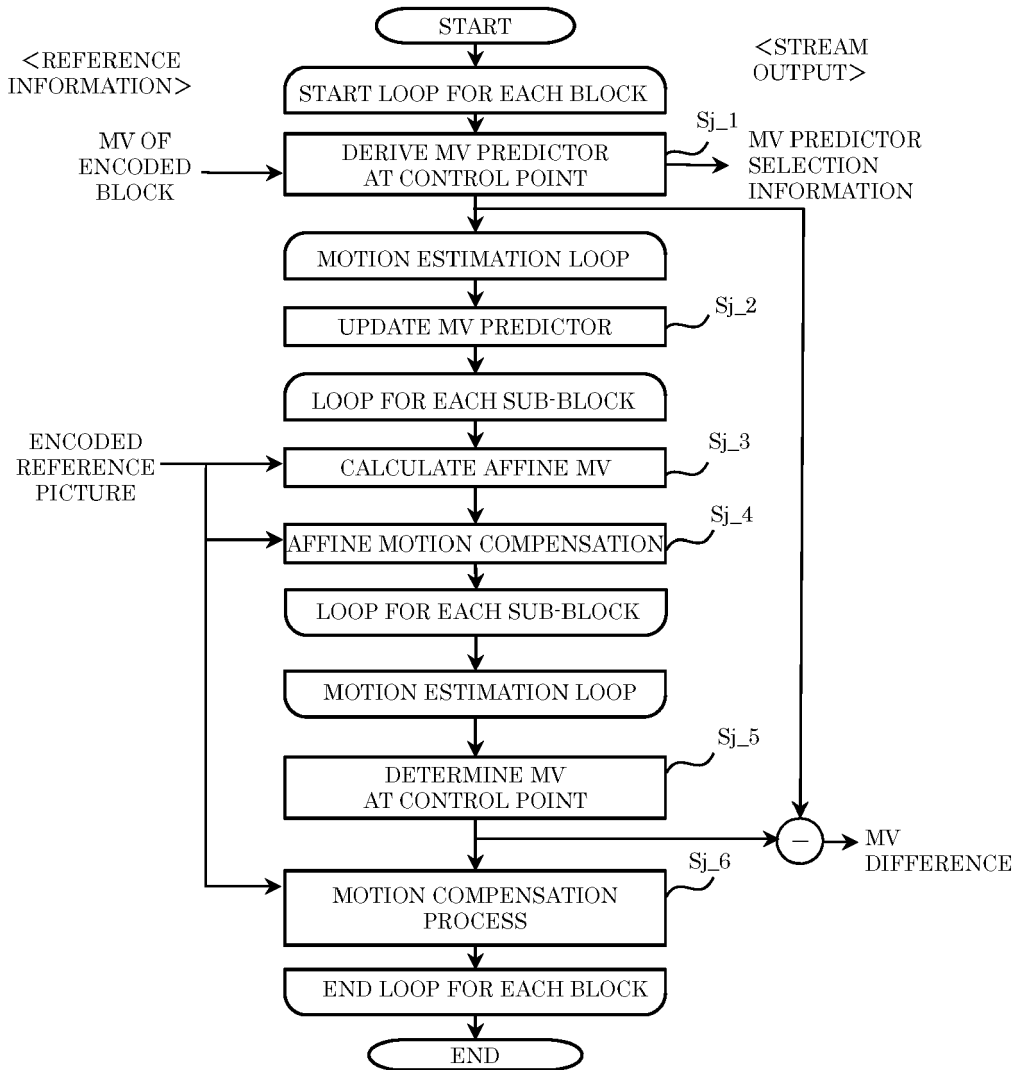 START
<REFERENCE
INFORMATION>
<STREAM
OUTPUT>
START LOOP FOR EACH BLOCK
Sj_1
MV OF
ENCODED
BLOCK
DERIVE MV PREDICTOR
AT CONTROL POINT
MV PREDICTOR
SELECTION
INFORMATION
MOTION ESTIMATION LOOP
Sj_2
UPDATE MV PREDICTOR
LOOP FOR EACH SUB-BLOCK
ENCODED
REFERENCE
PICTURE
Sj_3
CALCULATE AFFINE MV
Sj_4
AFFINE MOTION COMPENSATION
LOOP FOR EACH SUB-BLOCK
MOTION ESTIMATION LOOP
Sj_5
DETERMINE MV
AT CONTROL POINT
−
MV
DIFFERENCE
Sj_6
MOTION COMPENSATION
PROCESS
END LOOP FOR EACH BLOCK
END